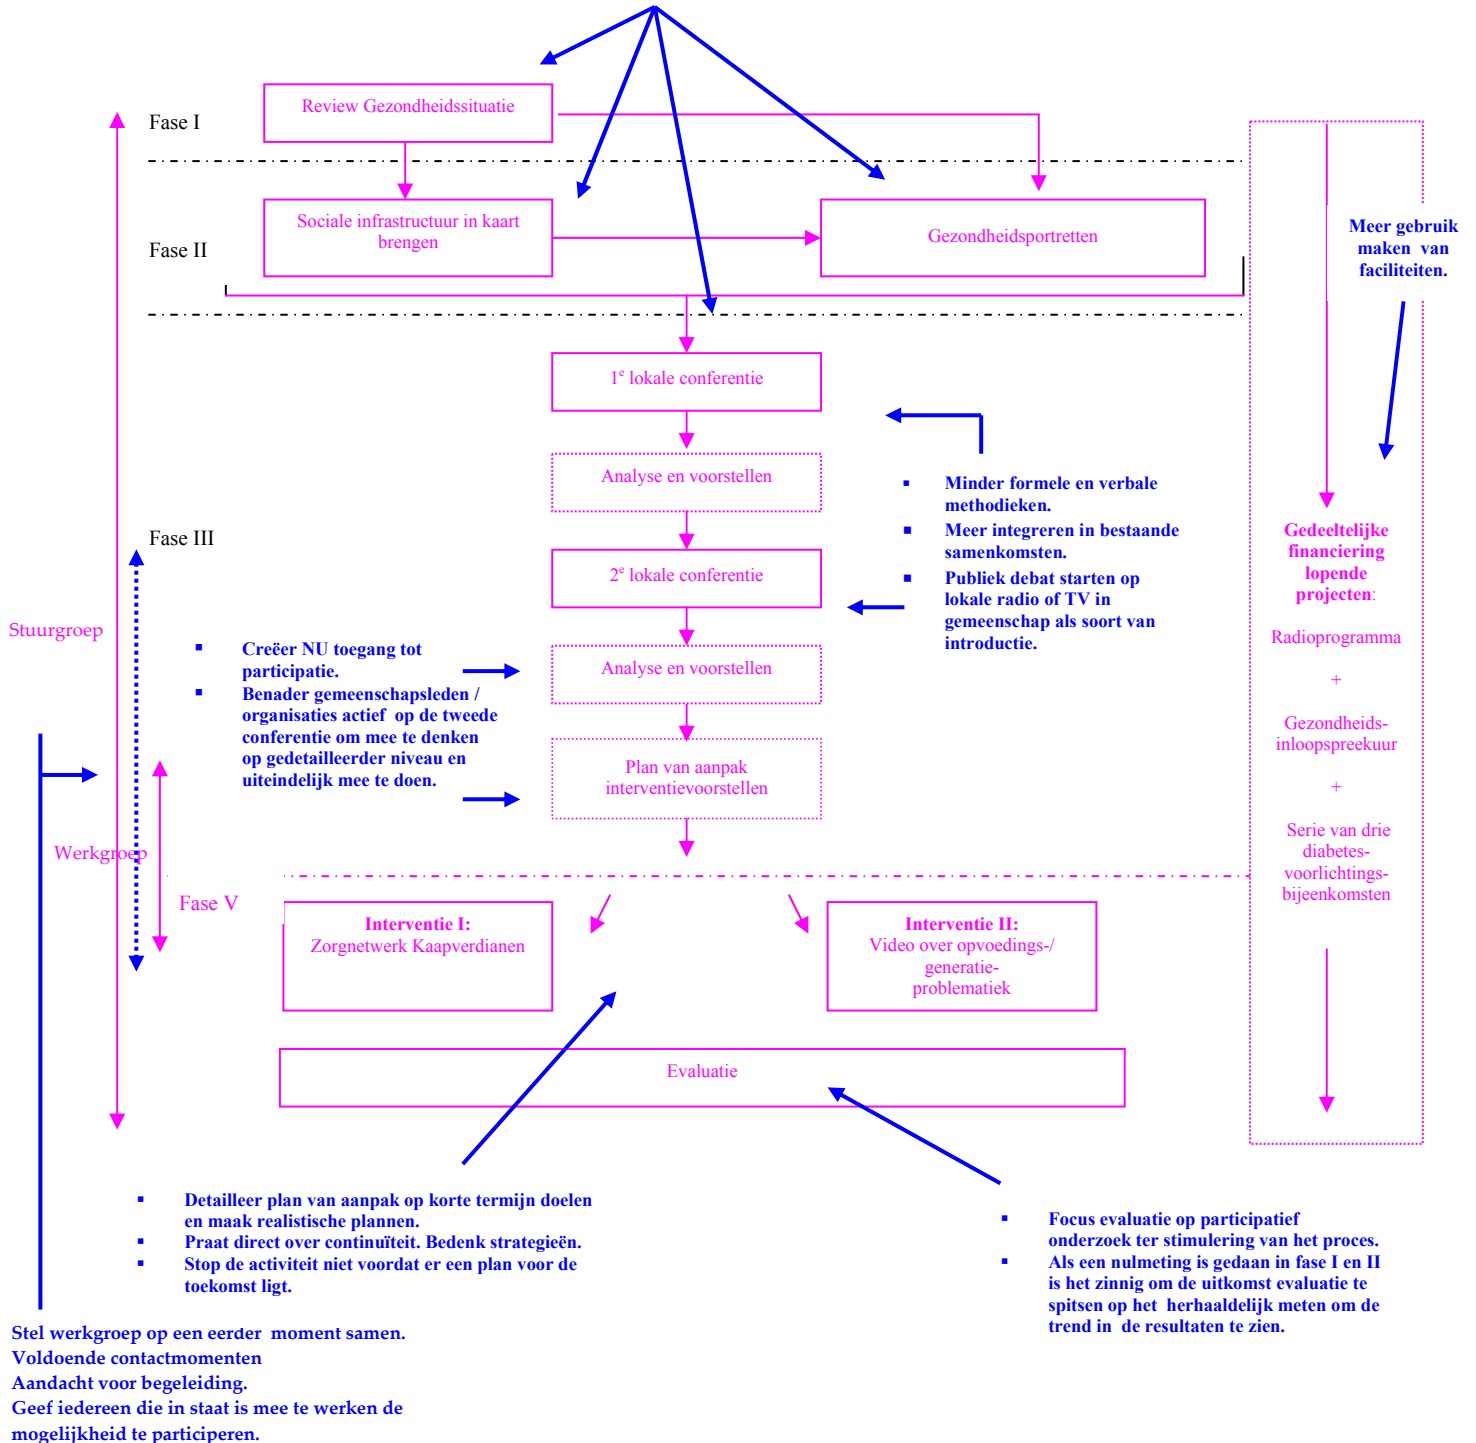 Review Gezondheidssituatie
Fase I
Sociale infrastructuur in kaart
brengen
Gezondheidsportretten
Fase II
Meer gebruik
maken van
faciliteiten.
1e lokale conferentie
Analyse en voorstellen
▪ Minder formele en verbale
methodieken.
▪ Meer integreren in bestaande
samenkomsten.
▪ Publiek debat starten op
lokale radio of TV in
gemeenschap als soort van
introductie.
Fase III
2e lokale conferentie
Gedeeltelijke
financiering
lopende
projecten:
Radioprogramma
+
Gezondheids-
inloopspreekuur
+
Serie van drie
diabetes-
voorlichtings-
bijeenkomsten
Stuurgroep
▪ Creëer NU toegang tot
participatie.
▪ Benader gemeenschapsleden /
organisaties actief op de tweede
conferentie om mee te denken
op gedetailleerder niveau en
uiteindelijk mee te doen.
Analyse en voorstellen
Plan van aanpak
interventievoorstellen
Werkgroep
Fase V
Interventie I:
Zorgnetwerk Kaapverdianen
Interventie II:
Video over opvoedings-/
generatie-
problematiek
Evaluatie
▪ Detailleer plan van aanpak op korte termijn doelen
en maak realistische plannen.
▪ Praat direct over continuïteit. Bedenk strategieën.
▪ Stop de activiteit niet voordat er een plan voor de
toekomst ligt.
▪ Focus evaluatie op participatief
onderzoek ter stimulering van het proces.
▪ Als een nulmeting is gedaan in fase I en II
is het zinnig om de uitkomst evaluatie te
spitsen op het herhaaldelijk meten om de
trend in de resultaten te zien.
Stel werkgroep op een eerder moment samen.
Voldoende contactmomenten
Aandacht voor begeleiding.
Geef iedereen die in staat is mee te werken de
mogelijkheid te participeren.